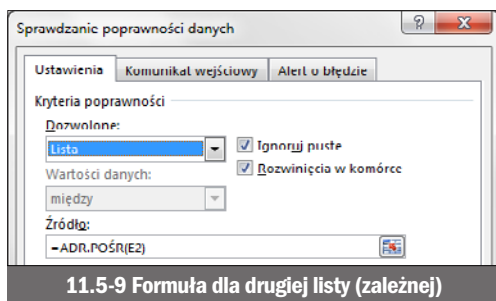 Sprawdzanie poprawności danych
Ustawienia Komunikat wejściowy Alert o błędzie
Kryteria poprawności
Dozwolone:
Lista
Ignoruj puste
Rozwinięcia w komórce
Wartości danych:
między
Źródło:
=ADR.POŚR(E2)
11.5-9 Formuła dla drugiej listy (zależnej)